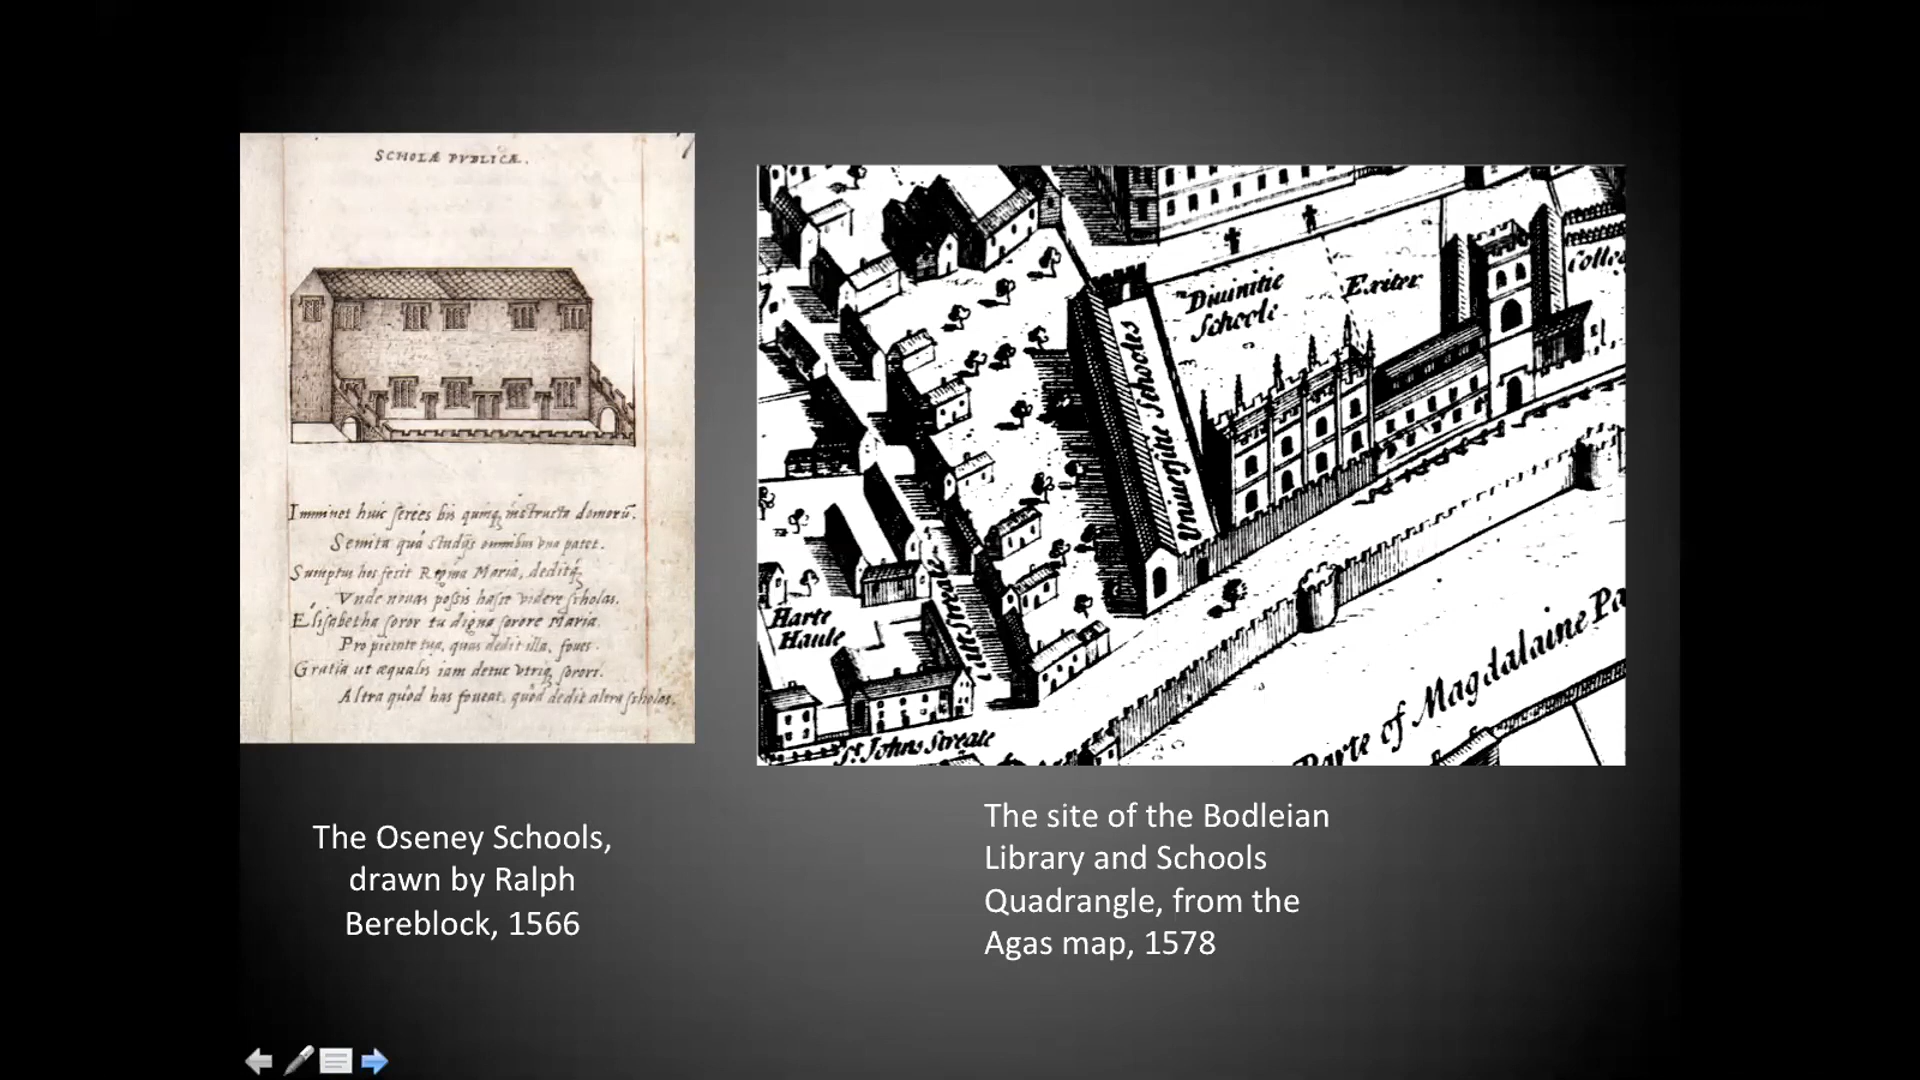 SCHOLÆ PVBLICÆ.
Imminet huic ſeries bis quinq̨ inſtructa domorū.
Semita quà ſtudijs omnibus vna patet.
Sumptus hos fecit Regina Maria, deditq̨
Vnde nouas poſsis haſce videre ſcholas.
Eliſabetha ſoror tu digna ſorore Maria.
Pro pietate tua, quas dedit illa, foues.
Gratia ut æqualis iam detur vtriq̨ ſorori.
Altra quòd has foueat, quòd dedit altra ſcholas.
The Oseney Schools,
drawn by Ralph
Bereblock, 1566
Diuinitie
Schoole
Exiter
Colle
Uniuersitie Schooles
Harte
Haule
Streate
St. Johns Streate
Parte of Magdalaine Pa
The site of the Bodleian
Library and Schools
Quadrangle, from the
Agas map, 1578